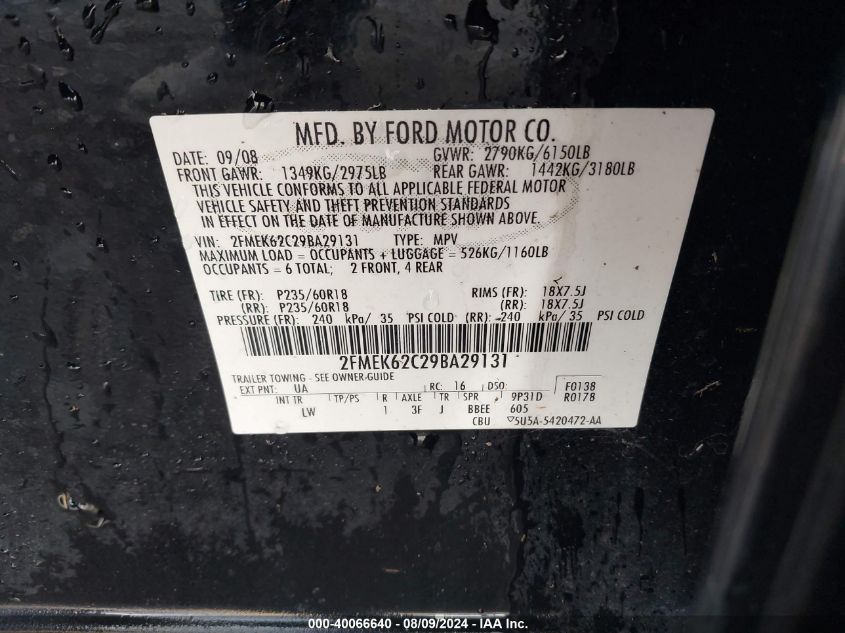 MFD. BY FORD MOTOR CO.
DATE: 09/08 GVWR: 2790KG/6150LB
FRONT GAWR: 1349KG/2975LB REAR GAWR: 1442KG/3180LB
THIS VEHICLE CONFORMS TO ALL APPLICABLE FEDERAL MOTOR
VEHICLE SAFETY AND THEFT PREVENTION STANDARDS
IN EFFECT ON THE DATE OF MANUFACTURE SHOWN ABOVE.
VIN: 2FMEK62C29BA29131 TYPE: MPV
MAXIMUM LOAD = OCCUPANTS + LUGGAGE = 526KG/1160LB
OCCUPANTS = 6 TOTAL; 2 FRONT, 4 REAR
TIRE (FR): P235/60R18 RIMS (FR): 18X7.5J
(RR): P235/60R18 (RR): 18X7.5J
PRESSURE (FR): 240 kPa/ 35 PSI COLD (RR): 240 kPa/ 35 PSI COLD
2FMEK62C29BA29131
TRAILER TOWING - SEE OWNER GUIDE
EXT PNT: UA RC: 16 DSO: F0138
INT TR TP/PS R AXLE TR SPR 9P31D R0178
LW 1 3F J BBEE 605
CBU ▽5U5A-5420472-AA
000-40066640 - 08/09/2024 - IAA Inc.